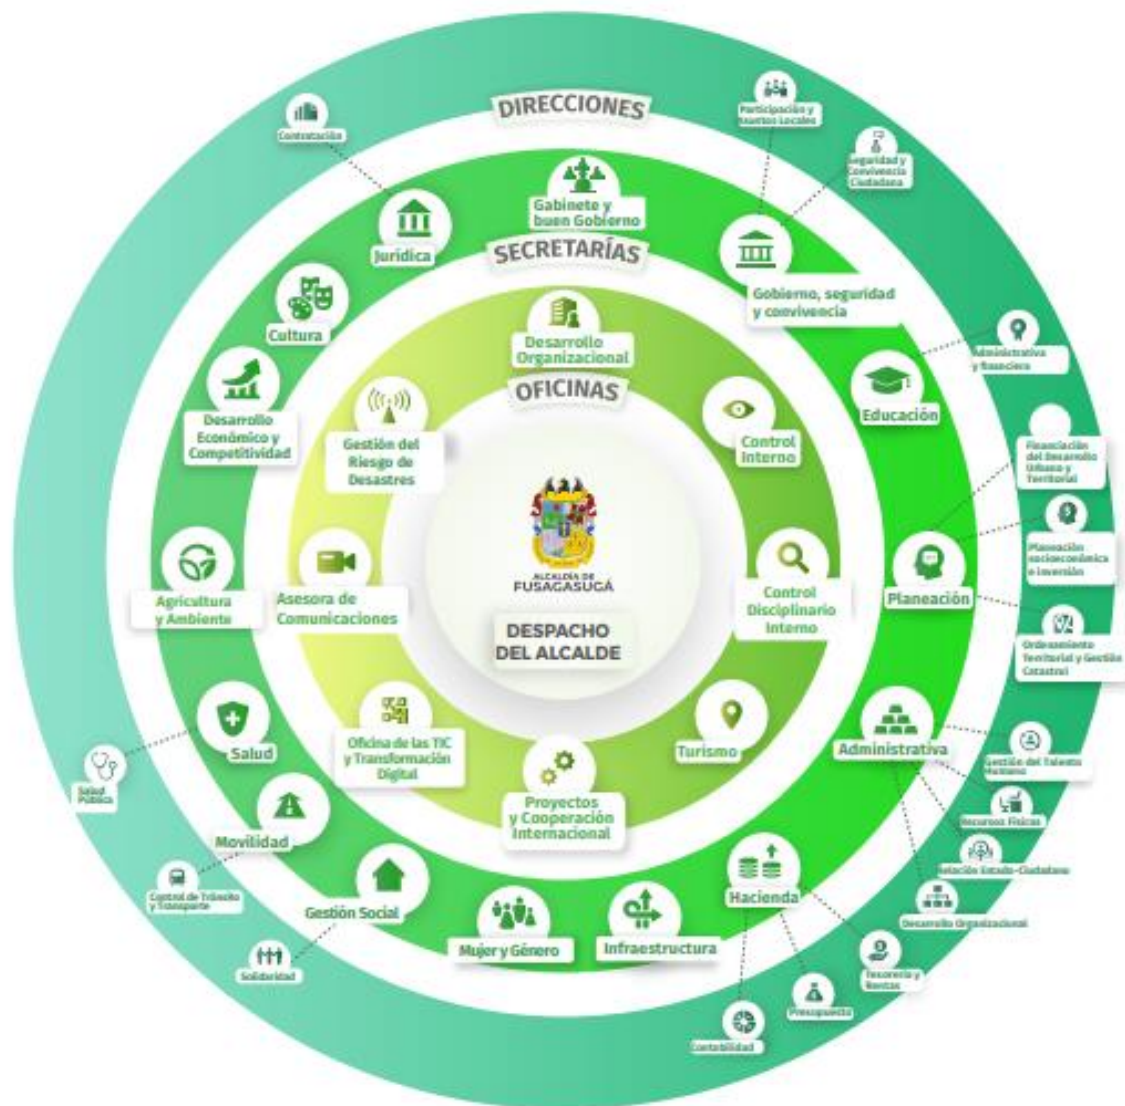 DIRECCIONES
Contratación
Participación y
Asuntos Locales
Seguridad y
Convivencia
Ciudadana
Gabinete y
buen Gobierno
Jurídica
SECRETARÍAS
Gobierno, seguridad
y convivencia
Cultura
Desarrollo
Organizacional
Administrativa
y financiera
OFICINAS
Educación
Desarrollo
Económico y
Competitividad
Gestión del
Riesgo de
Desastres
Control
Interno
Financiación
del Desarrollo
Urbano y
Territorial
Planeación
socioeconómica
e inversión
ALCALDÍA DE
FUSAGASUGÁ
DESPACHO
DEL ALCALDE
Agricultura
y Ambiente
Asesora de
Comunicaciones
Control
Disciplinario
Interno
Planeación
Ordenamiento
Territorial y Gestión
Catastral
Salud
Oficina de las TIC
y Transformación
Digital
Turismo
Administrativa
Gestión del Talento
Humano
Salud
Pública
Movilidad
Proyectos
y Cooperación
Internacional
Recursos Físicos
Relación Estado-Ciudadano
Control de Tránsito
y Transporte
Gestión Social
Hacienda
Desarrollo Organizacional
Mujer y Género
Infraestructura
Solidaridad
Tesorería y
Rentas
Presupuesto
Contabilidad